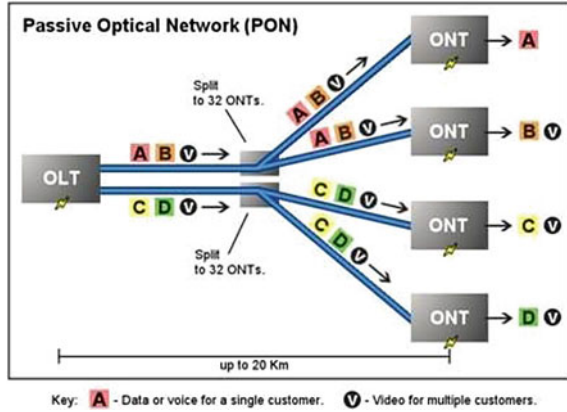 Passive Optical Network (PON)
ONT
A
Split
to 32 ONTs.
A B V
A B V
ONT
B V
A B V
OLT
C D V
C D V
ONT
C V
C D V
Split
to 32 ONTs.
ONT
D V
up to 20 Km
Key: A - Data or voice for a single customer. V - Video for multiple customers.